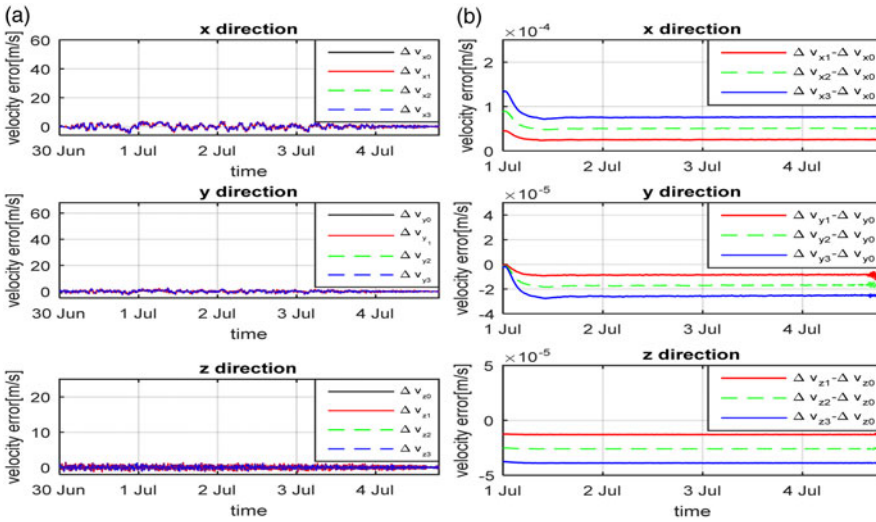 (a)
x direction
velocity error[m/s]
60
40
20
0
Δ v_x0
Δ v_x1
Δ v_x2
Δ v_x3
30 Jun 1 Jul 2 Jul 3 Jul 4 Jul
time
y direction
velocity error[m/s]
60
40
20
0
Δ v_y0
Δ v_y1
Δ v_y2
Δ v_y3
30 Jun 1 Jul 2 Jul 3 Jul 4 Jul
time
z direction
velocity error[m/s]
20
10
0
Δ v_z0
Δ v_z1
Δ v_z2
Δ v_z3
30 Jun 1 Jul 2 Jul 3 Jul 4 Jul
time
(b)
×10^-4
x direction
velocity error[m/s]
2
1
0
Δ v_x1-Δ v_x0
Δ v_x2-Δ v_x0
Δ v_x3-Δ v_x0
1 Jul 2 Jul 3 Jul 4 Jul
×10^-5
y direction
velocity error[m/s]
4
2
0
-2
-4
Δ v_y1-Δ v_y0
Δ v_y2-Δ v_y0
Δ v_y3-Δ v_y0
1 Jul 2 Jul 3 Jul 4 Jul
×10^-5
z direction
velocity error[m/s]
5
0
-5
Δ v_z1-Δ v_z0
Δ v_z2-Δ v_z0
Δ v_z3-Δ v_z0
1 Jul 2 Jul 3 Jul 4 Jul
time